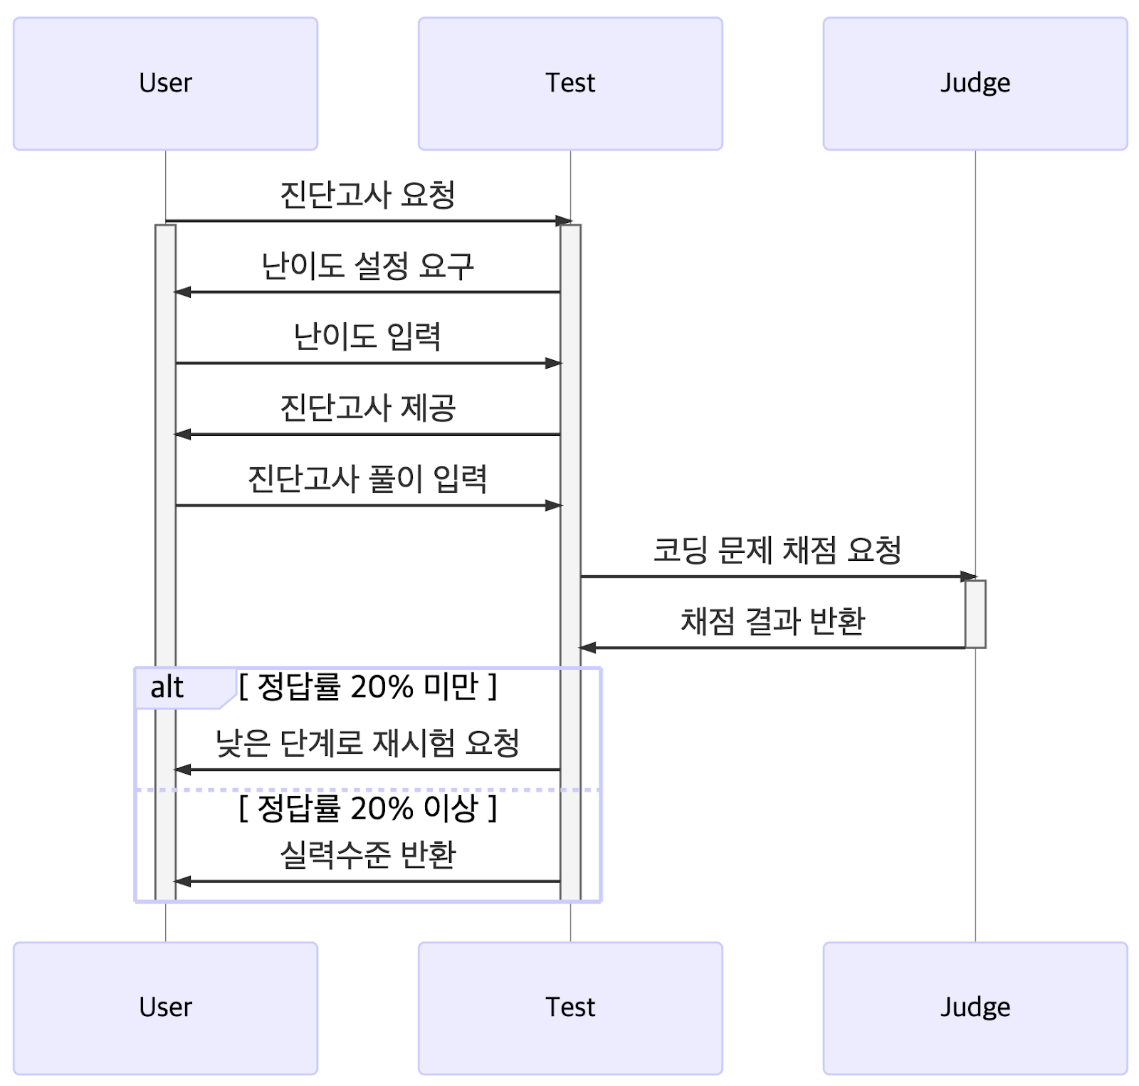 User Test Judge
진단고사 요청
난이도 설정 요구
난이도 입력
진단고사 제공
진단고사 풀이 입력
코딩 문제 채점 요청
채점 결과 반환
alt [ 정답률 20% 미만 ]
낮은 단계로 재시험 요청
[ 정답률 20% 이상 ]
실력수준 반환
User Test Judge